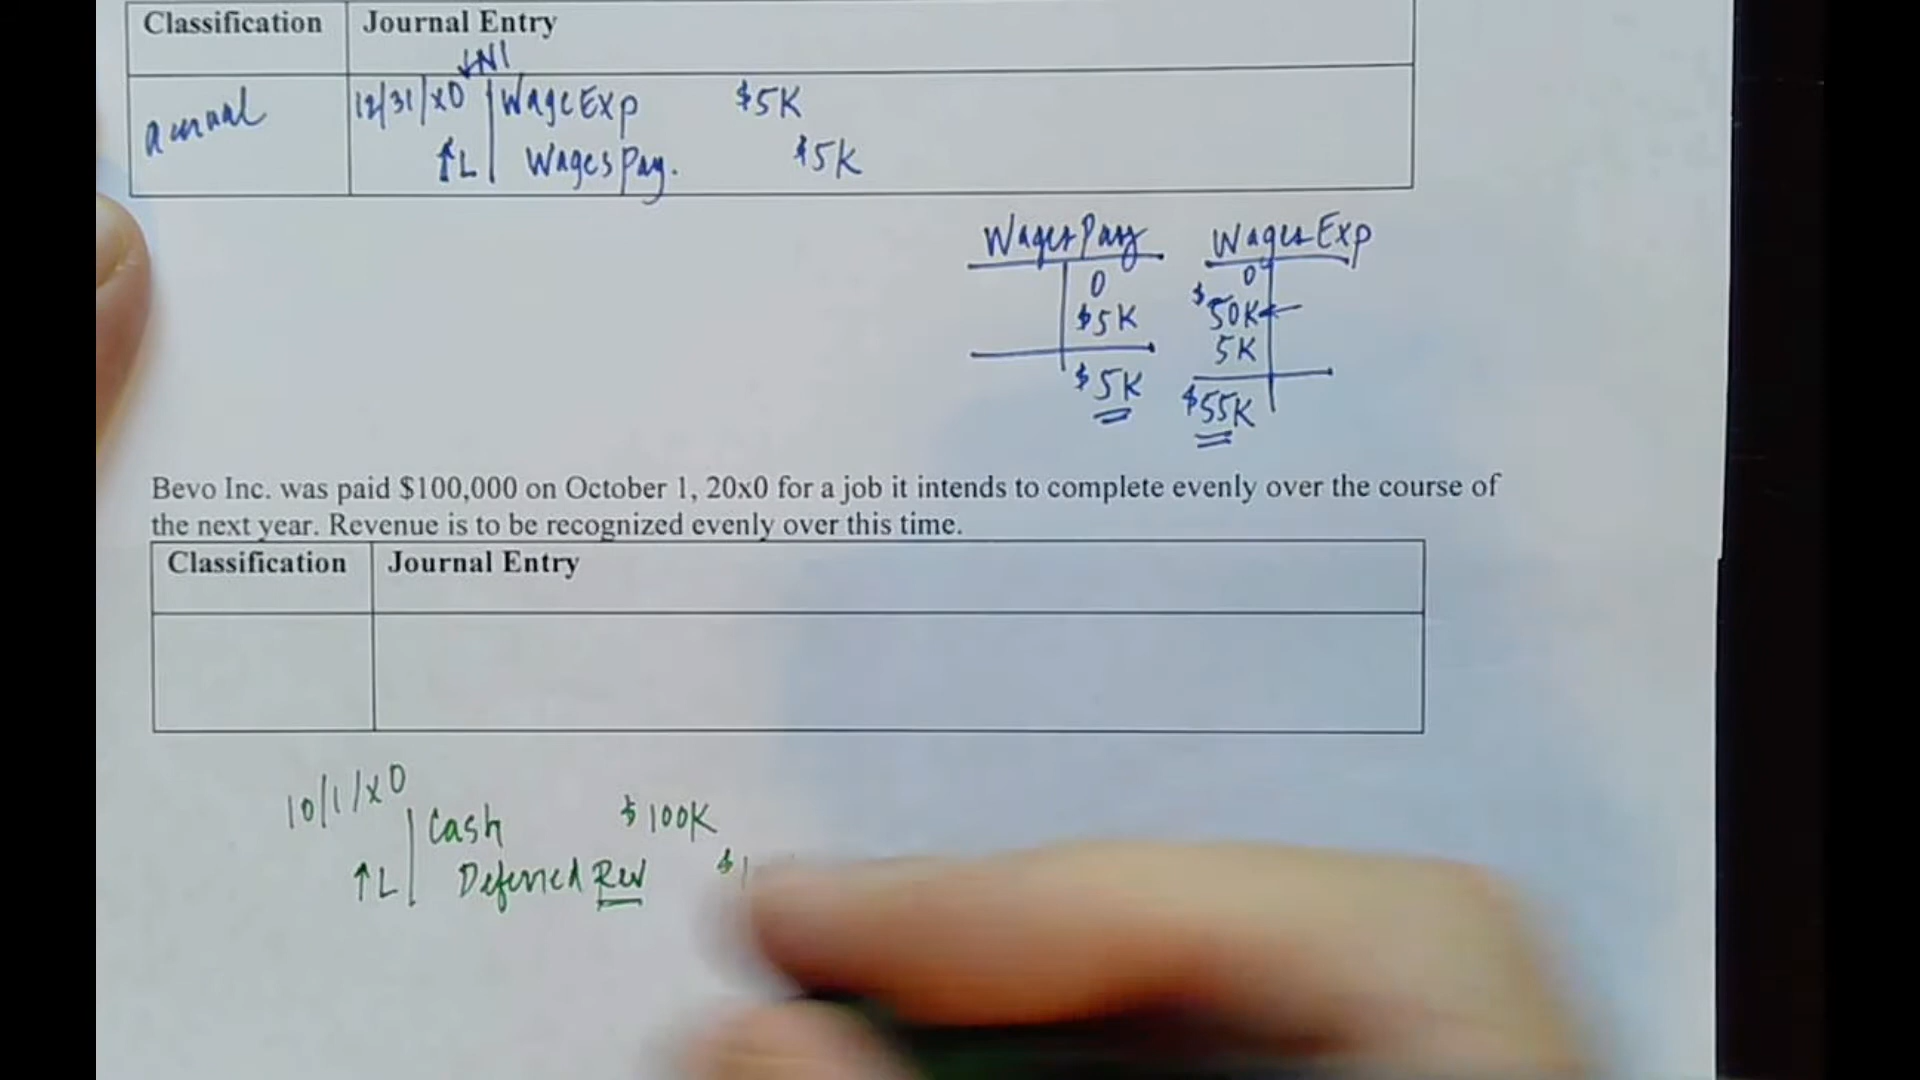 Classification Journal Entry
↓NI
accrual 12/31/x0 Wage Exp $5K
↑L Wages Pay. $5K
Wages Pay Wages Exp
0 0
$5K $50K ←
5K
$5K $55K
Bevo Inc. was paid $100,000 on October 1, 20x0 for a job it intends to complete evenly over the course of
the next year. Revenue is to be recognized evenly over this time.
Classification Journal Entry
10/1/x0
Cash $100K
↑L Deferred Rev $1